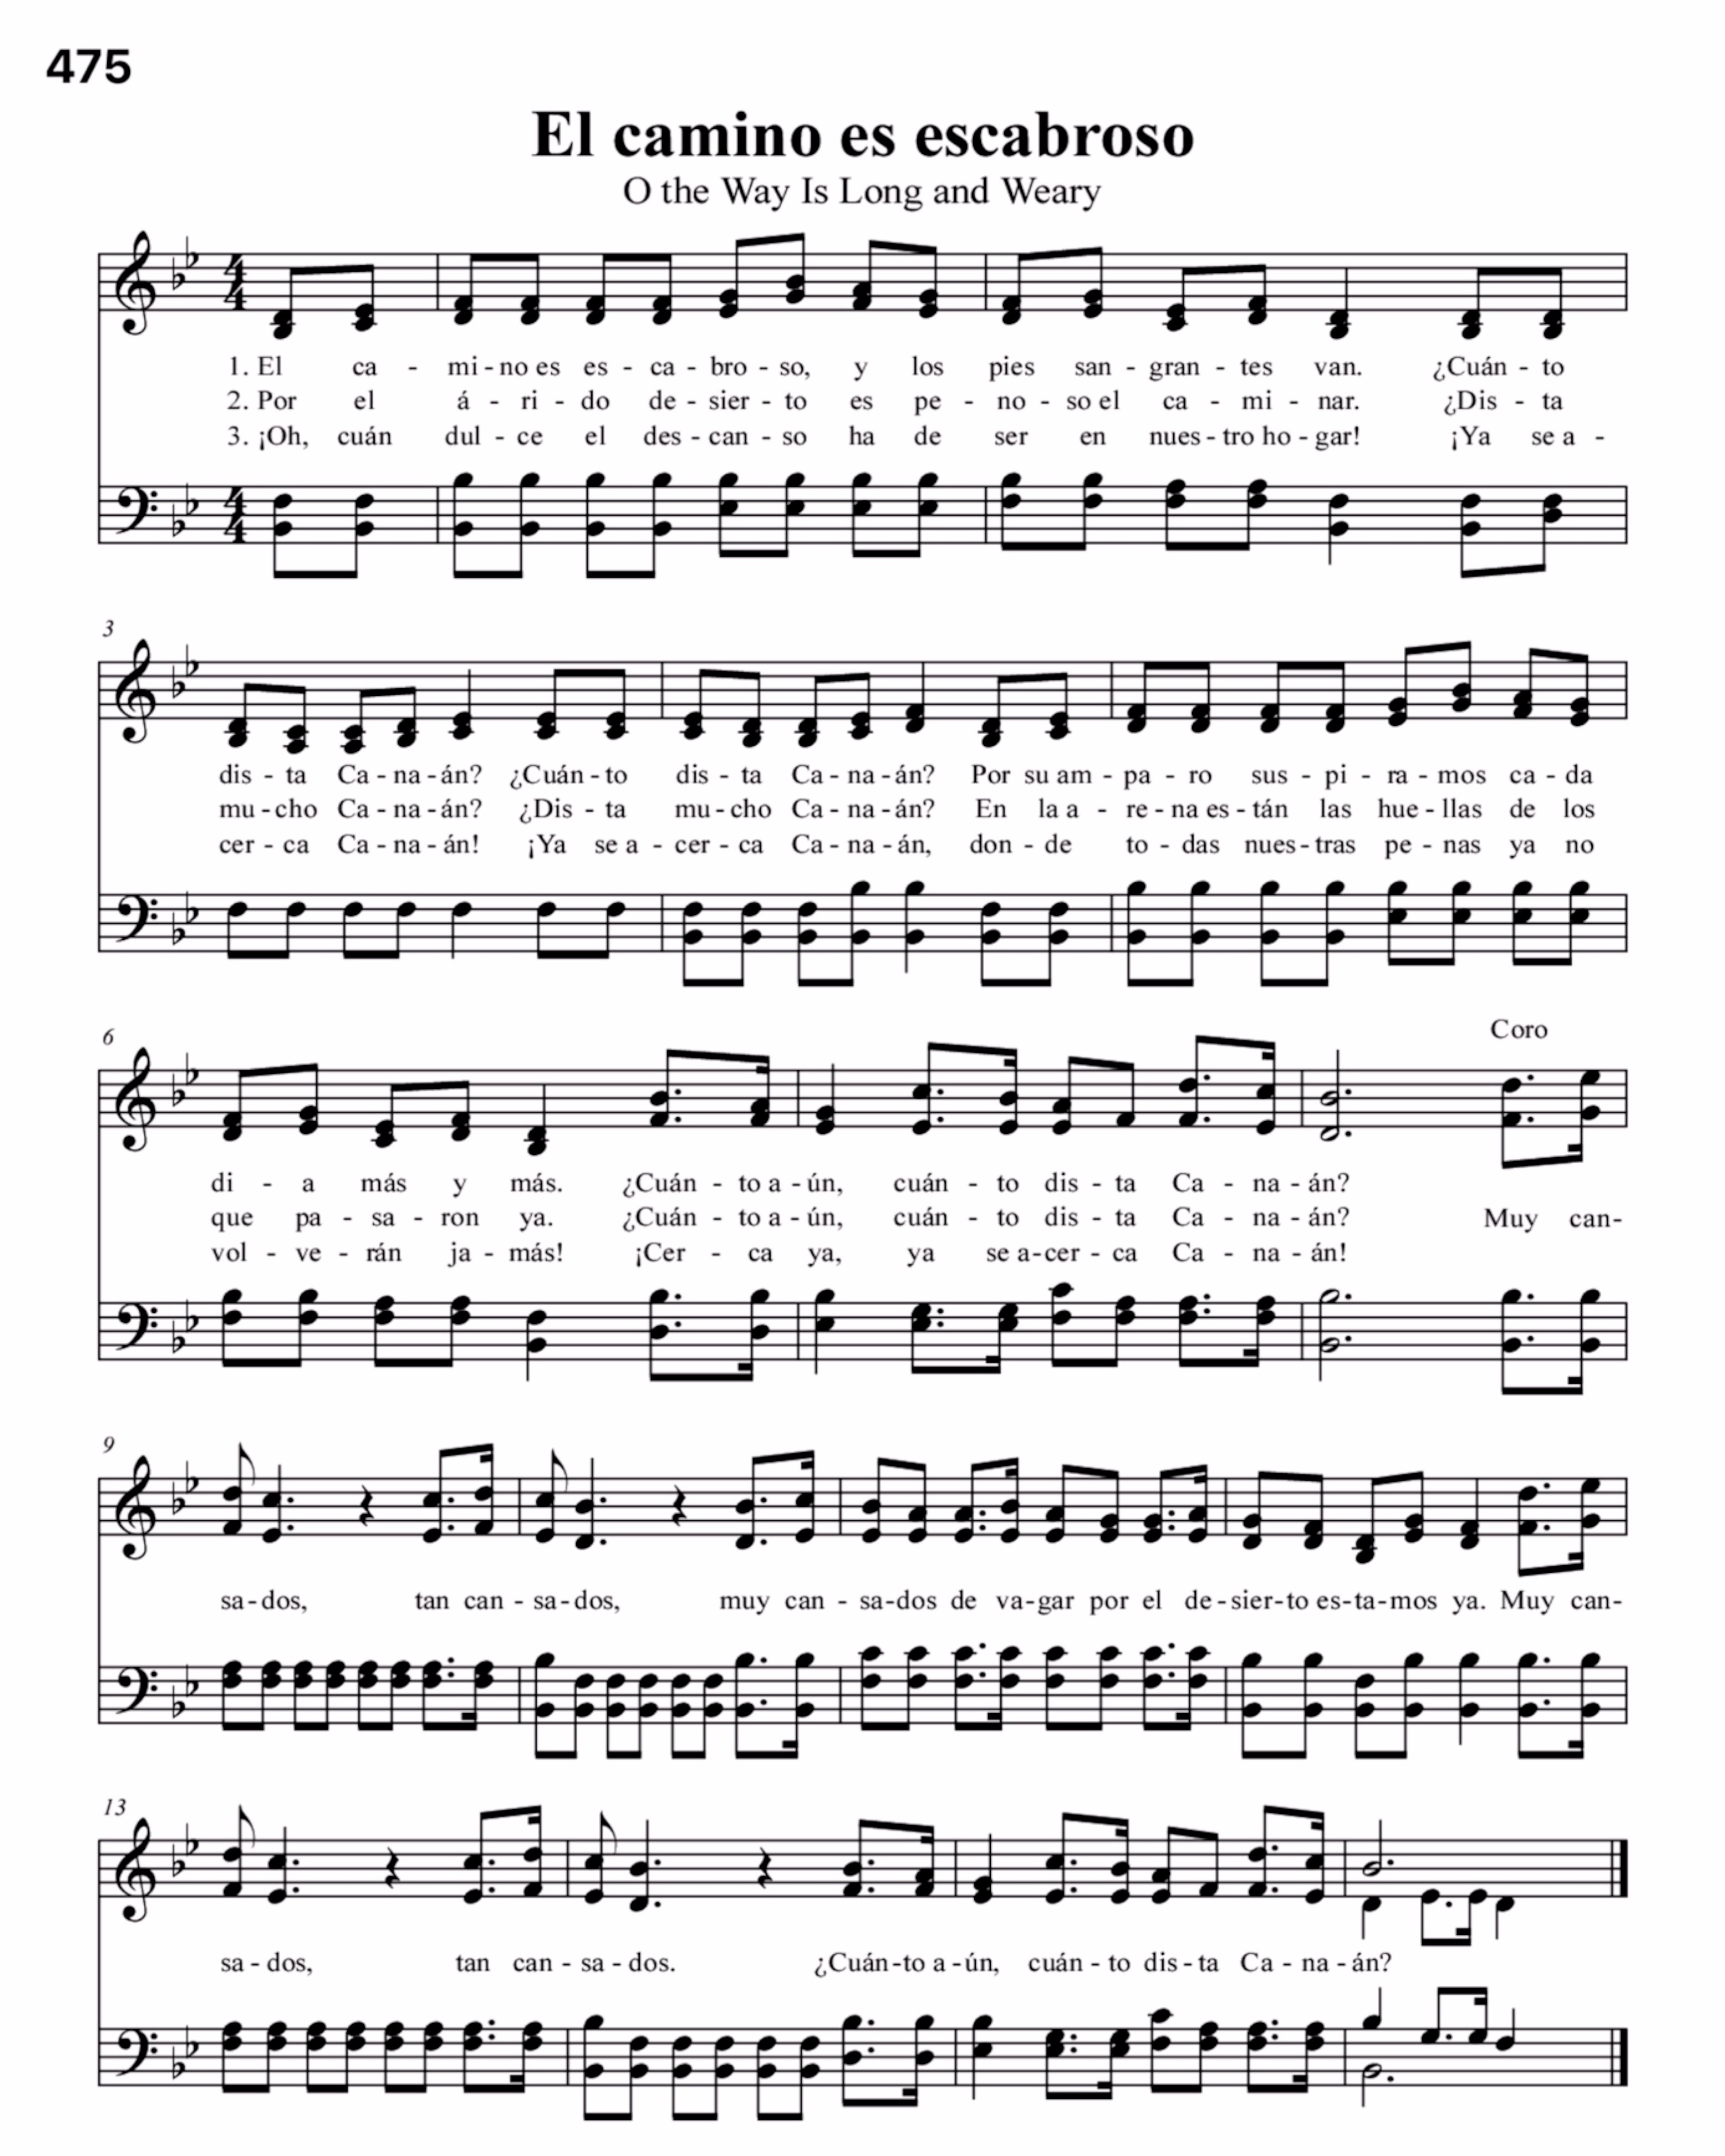 475
El camino es escabroso
O the Way Is Long and Weary
1. El ca - mi - no es es - ca - bro - so, y los pies san - gran - tes van. ¿Cuán - to
2. Por el á - ri - do de - sier - to es pe - no - so el ca - mi - nar. ¿Dis - ta
3. ¡Oh, cuán dul - ce el des - can - so ha de ser en nues - tro ho - gar! ¡Ya se a -
3
dis - ta Ca - na - án? ¿Cuán - to dis - ta Ca - na - án? Por su am - pa - ro sus - pi - ra - mos ca - da
mu - cho Ca - na - án? ¿Dis - ta mu - cho Ca - na - án? En la a - re - na es - tán las hue - llas de los
cer - ca Ca - na - án! ¡Ya se a - cer - ca Ca - na - án, don - de to - das nues - tras pe - nas ya no
6
Coro
di - a más y más. ¿Cuán - to a - ún, cuán - to dis - ta Ca - na - án?
que pa - sa - ron ya. ¿Cuán - to a - ún, cuán - to dis - ta Ca - na - án? Muy can-
vol - ve - rán ja - más! ¡Cer - ca ya, ya se a-cer - ca Ca - na - án!
9
sa - dos, tan can - sa - dos, muy can - sa - dos de va - gar por el de - sier - to es - ta - mos ya. Muy can-
13
sa - dos, tan can - sa - dos. ¿Cuán - to a - ún, cuán - to dis - ta Ca - na - án?